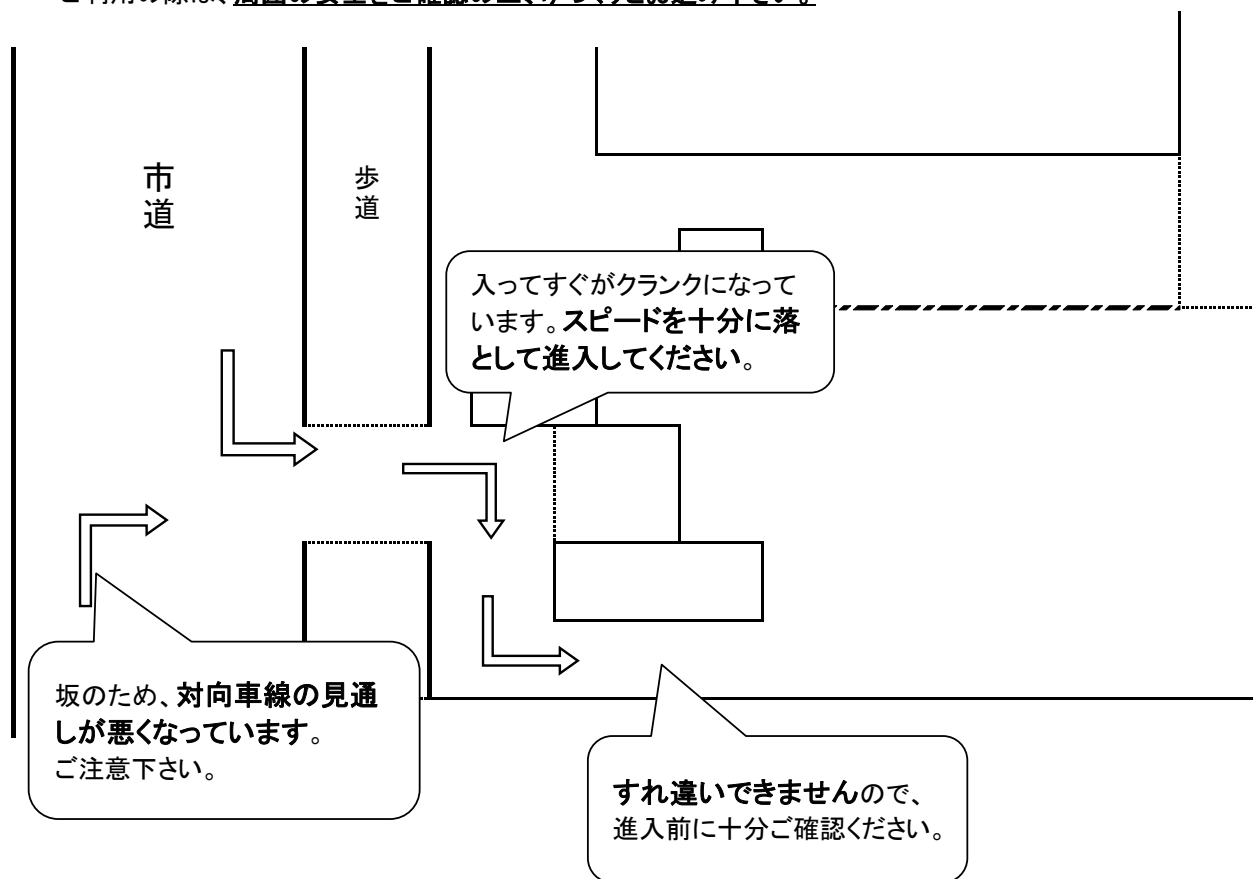 ご利用の際は、周囲の安全をご確認の上、ゆっくりとお進み下さい。
市道
歩道
入ってすぐがクランクになって
います。スピードを十分に落
として進入してください。
坂のため、対向車線の見通
しが悪くなっています。
ご注意下さい。
すれ違いできませんので、
進入前に十分ご確認ください。